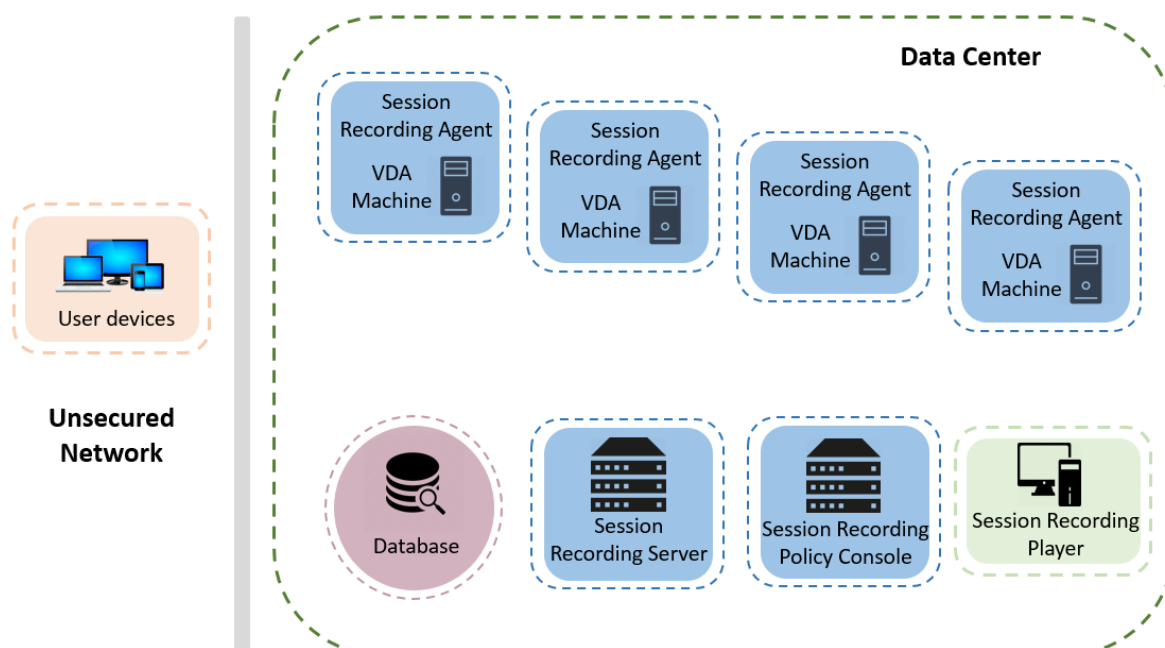 Data Center
Session
Recording Agent
VDA
Machine
Session
Recording Agent
VDA
Machine
Session
Recording Agent
VDA
Machine
Session
Recording Agent
VDA
Machine
User devices
Unsecured
Network
Database
Session
Recording Server
Session Recording
Policy Console
Session Recording
Player